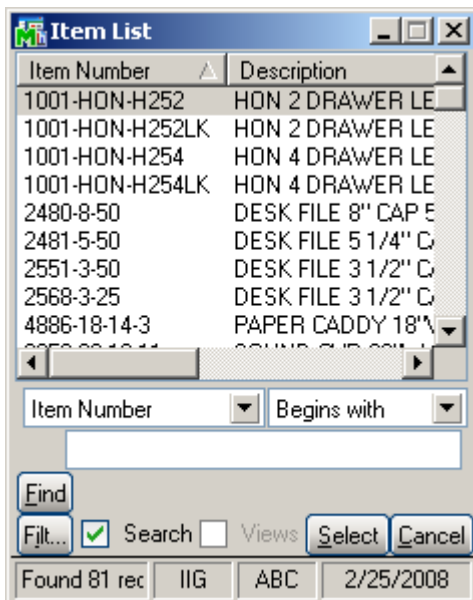 Item List
Item Number Description
1001-HON-H252 HON 2 DRAWER LE
1001-HON-H252LK HON 2 DRAWER LE
1001-HON-H254 HON 4 DRAWER LE
1001-HON-H254LK HON 4 DRAWER LE
2480-8-50 DESK FILE 8" CAP 5
2481-5-50 DESK FILE 5 1/4" CA
2551-3-50 DESK FILE 3 1/2" CA
2568-3-25 DESK FILE 3 1/2" CA
4886-18-14-3 PAPER CADDY 18"
Item Number Begins with
Find
Filt... Search Views Select Cancel
Found 81 rec IIG ABC 2/25/2008